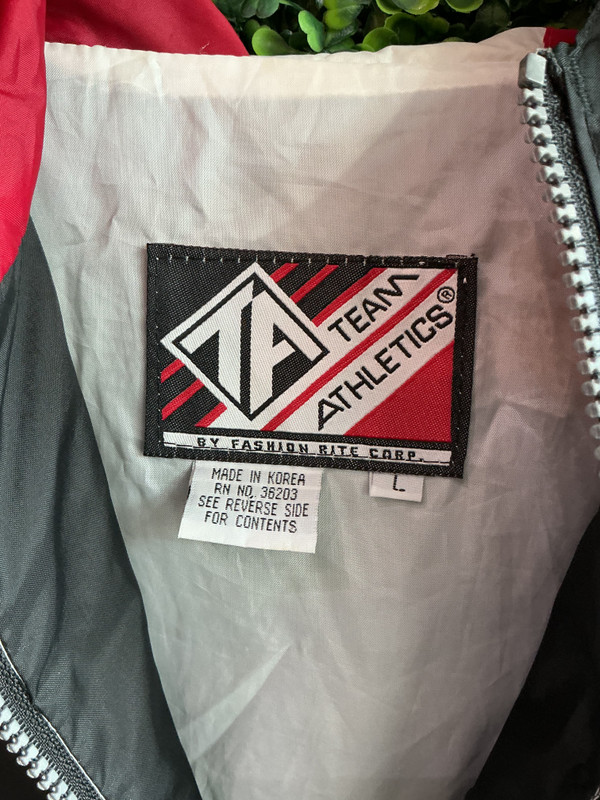 TA
TEAM
ATHLETICS®
BY FASHION RITE CORP.
MADE IN KOREA
RN NO. 36203
SEE REVERSE SIDE
FOR CONTENTS
L